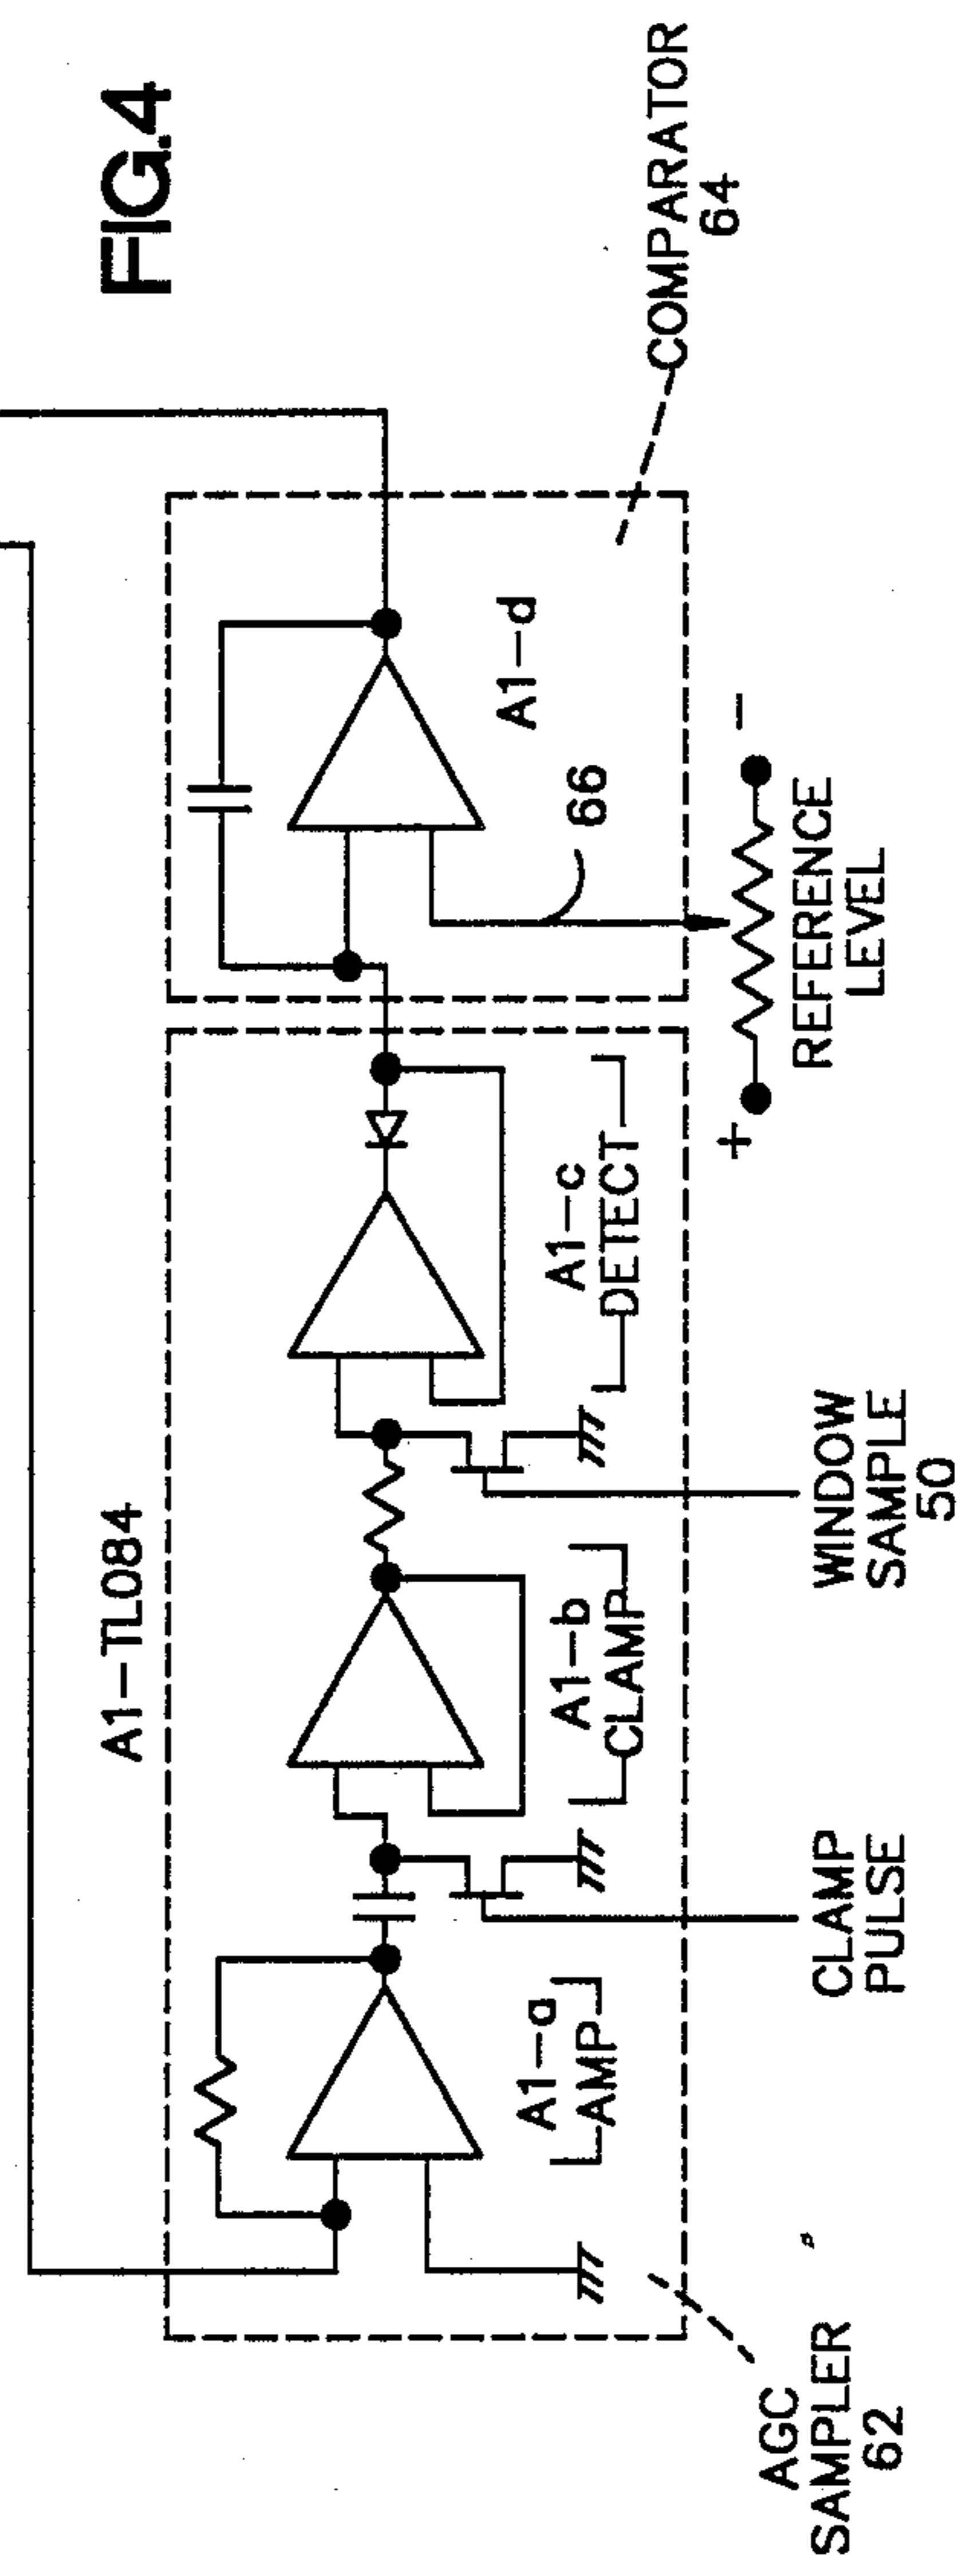 FIG.4
A1-TL084
A1-a
AMP
A1-b
CLAMP
A1-c
DETECT
A1-d
66
+
-
REFERENCE
LEVEL
COMPARATOR
64
AGC
SAMPLER
62
CLAMP
PULSE
WINDOW
SAMPLE
50